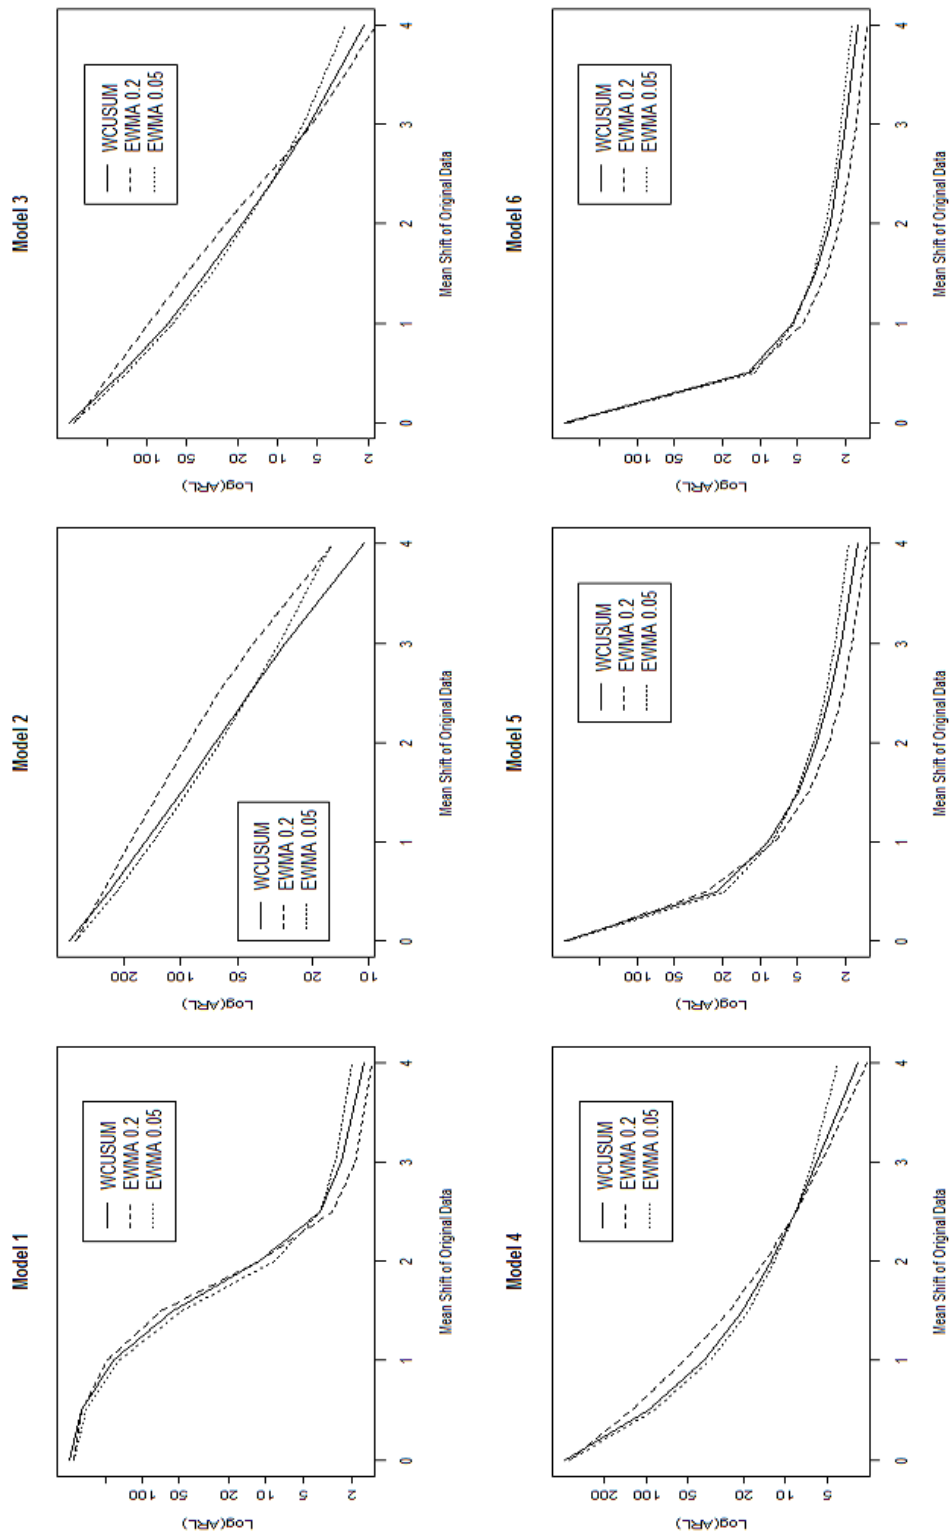 Model 1
Log(ARL)
100
50
20
10
5
2
WCUSUM
EWMA 0.2
EWMA 0.05
0 1 2 3 4
Mean Shift of Original Data
Model 2
Log(ARL)
200
100
50
20
10
WCUSUM
EWMA 0.2
EWMA 0.05
0 1 2 3 4
Mean Shift of Original Data
Model 3
Log(ARL)
100
50
20
10
5
2
WCUSUM
EWMA 0.2
EWMA 0.05
0 1 2 3 4
Mean Shift of Original Data
Model 4
Log(ARL)
200
100
50
20
10
5
WCUSUM
EWMA 0.2
EWMA 0.05
0 1 2 3 4
Mean Shift of Original Data
Model 5
Log(ARL)
100
50
20
10
5
2
WCUSUM
EWMA 0.2
EWMA 0.05
0 1 2 3 4
Mean Shift of Original Data
Model 6
Log(ARL)
100
50
20
10
5
2
WCUSUM
EWMA 0.2
EWMA 0.05
0 1 2 3 4
Mean Shift of Original Data